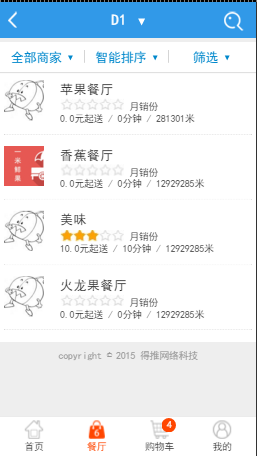 D1 ▼
全部商家 ▼ 智能排序 ▼ 筛选 ▼
苹果餐厅
月销份
0.0元起送 / 0分钟 / 281301米
一米鲜果
香蕉餐厅
月销份
0.0元起送 / 0分钟 / 12929285米
美味
月销份
10.0元起送 / 10分钟 / 12929285米
火龙果餐厅
月销份
0.0元起送 / 0分钟 / 12929285米
copyright © 2015 得推网络科技
4
首页 餐厅 购物车 我的